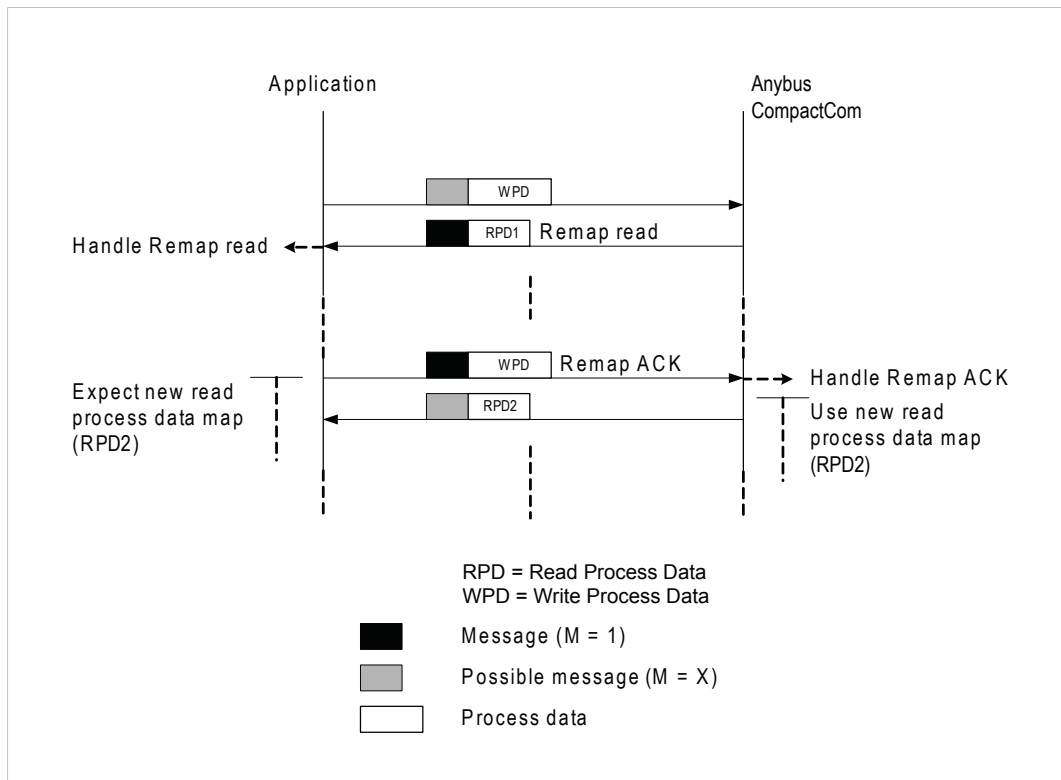 Application
Anybus
CompactCom
WPD
RPD1 Remap read
Handle Remap read
WPD Remap ACK
Handle Remap ACK
Expect new read
process data map
(RPD2)
RPD2
Use new read
process data map
(RPD2)
RPD = Read Process Data
WPD = Write Process Data
Message (M = 1)
Possible message (M = X)
Process data